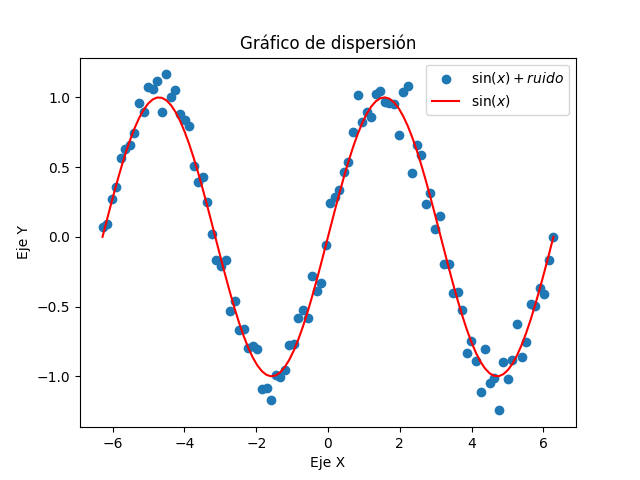 Gráfico de dispersión
sin(x) + ruido
sin(x)
Eje Y
1.0
0.5
0.0
−0.5
−1.0
−6 −4 −2 0 2 4 6
Eje X